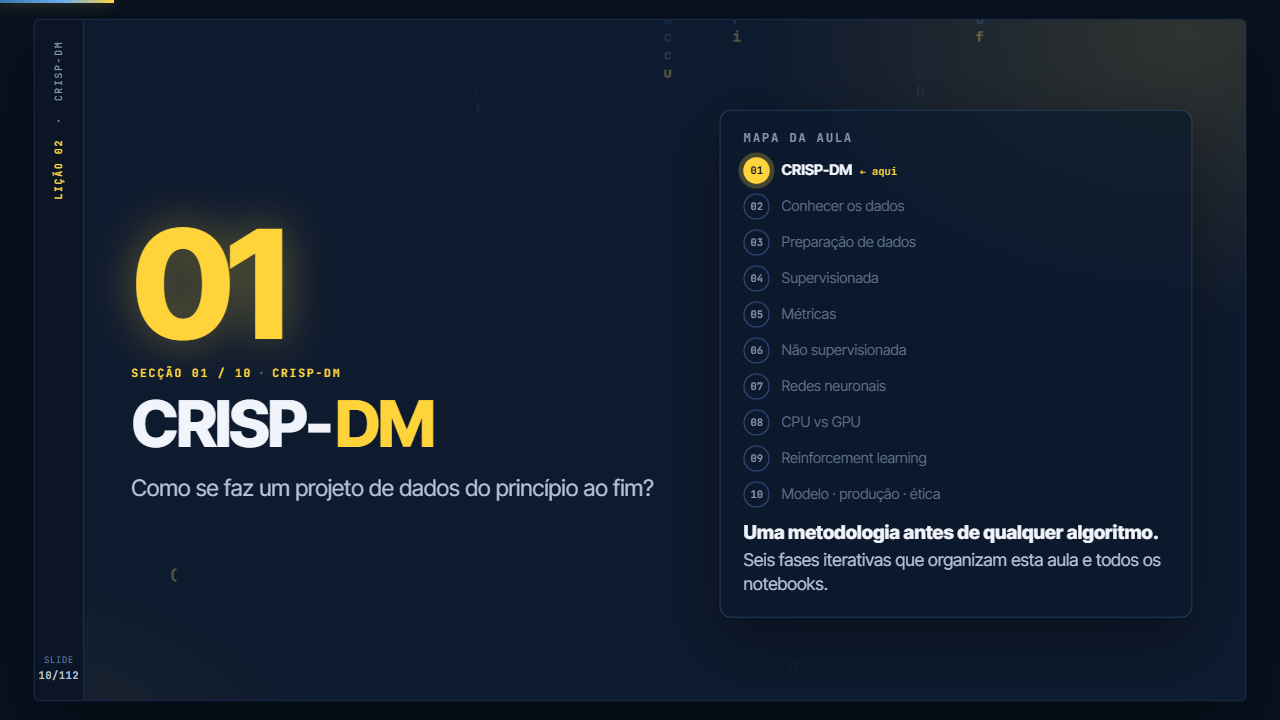 LIÇÃO 02 · CRISP-DM
01
SECÇÃO 01 / 10 · CRISP-DM
CRISP-DM
Como se faz um projeto de dados do princípio ao fim?
MAPA DA AULA
01 CRISP-DM ← aqui
02 Conhecer os dados
03 Preparação de dados
04 Supervisionada
05 Métricas
06 Não supervisionada
07 Redes neuronais
08 CPU vs GPU
09 Reinforcement learning
10 Modelo · produção · ética
Uma metodologia antes de qualquer algoritmo.
Seis fases iterativas que organizam esta aula e todos os
notebooks.
SLIDE
10/112